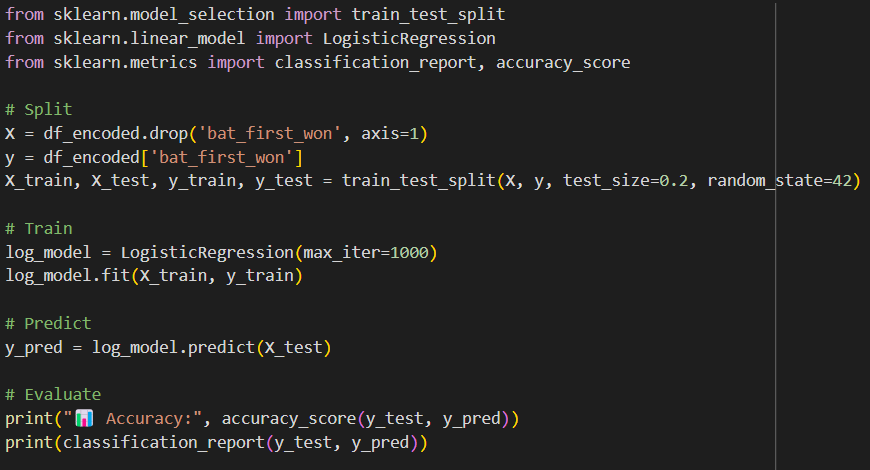 from sklearn.model_selection import train_test_split
from sklearn.linear_model import LogisticRegression
from sklearn.metrics import classification_report, accuracy_score
# Split
X = df_encoded.drop('bat_first_won', axis=1)
y = df_encoded['bat_first_won']
X_train, X_test, y_train, y_test = train_test_split(X, y, test_size=0.2, random_state=42)
# Train
log_model = LogisticRegression(max_iter=1000)
log_model.fit(X_train, y_train)
# Predict
y_pred = log_model.predict(X_test)
# Evaluate
print("📊 Accuracy:", accuracy_score(y_test, y_pred))
print(classification_report(y_test, y_pred))